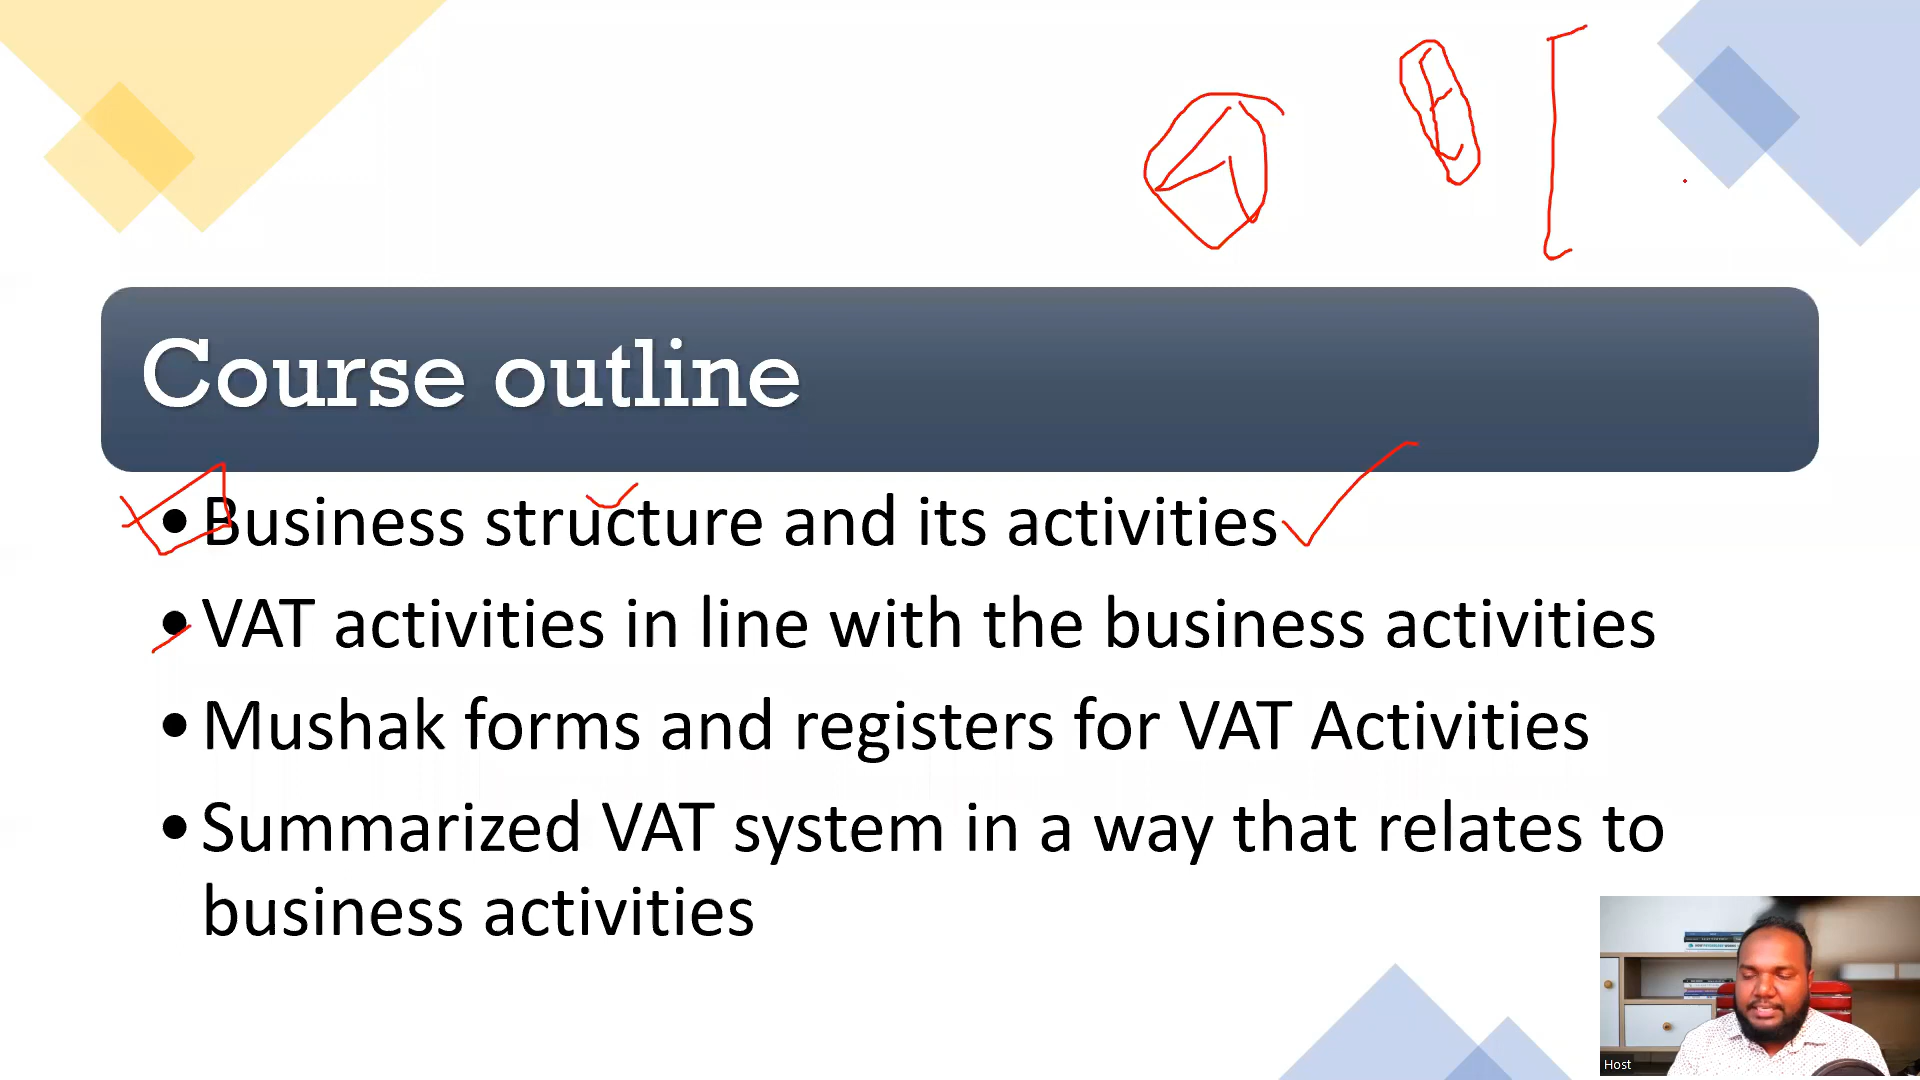 Course outline
• Business structure and its activities
• VAT activities in line with the business activities
• Mushak forms and registers for VAT Activities
• Summarized VAT system in a way that relates to
business activities
Host